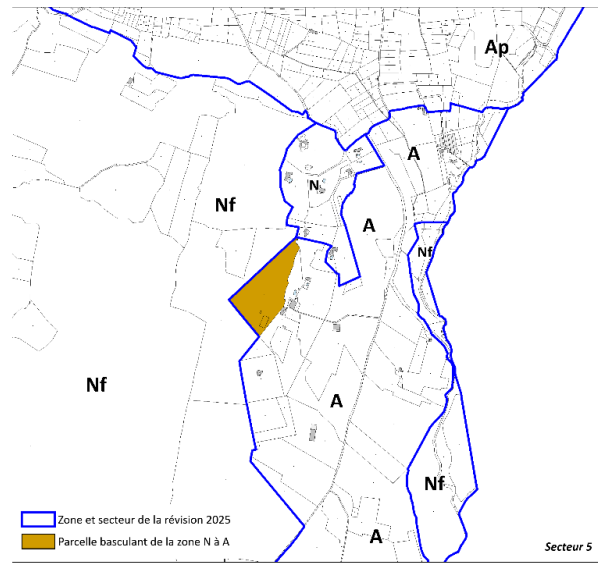 Ap
A
N
Nf
A
Nf
Nf
A
Nf
A
Zone et secteur de la révision 2025
Parcelle basculant de la zone N à A
Secteur 5